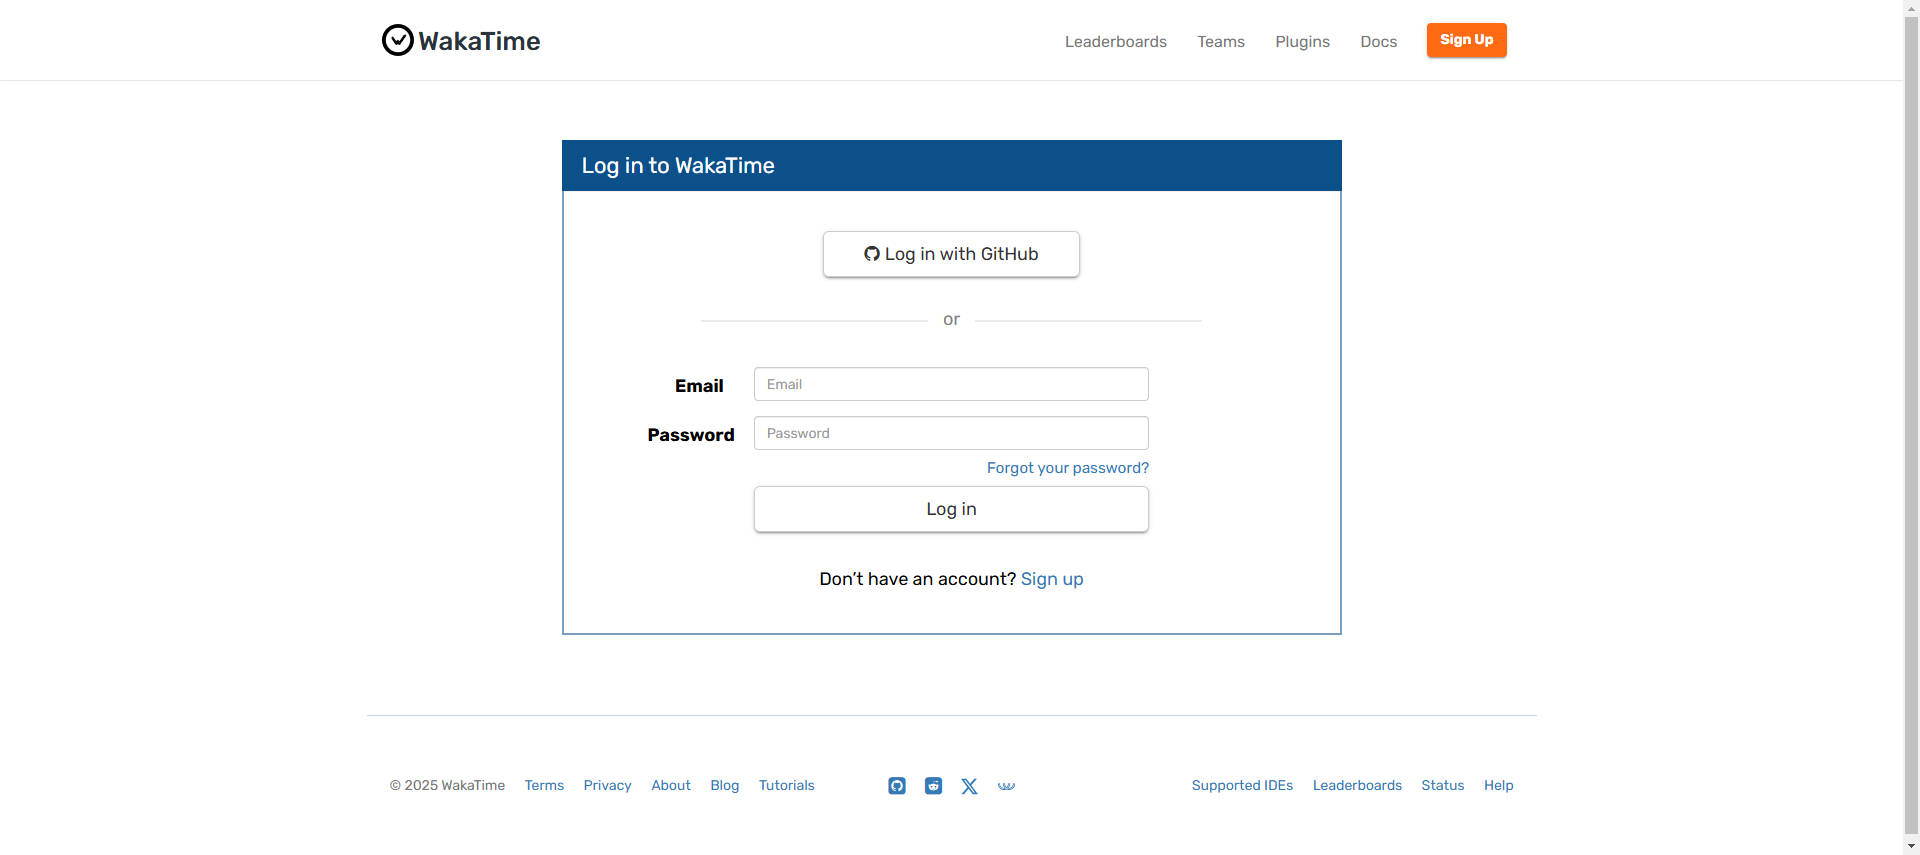 WakaTime
Leaderboards Teams Plugins Docs Sign Up
Log in to WakaTime
Log in with GitHub
or
Email Email
Password Password
Forgot your password?
Log in
Don’t have an account? Sign up
© 2025 WakaTime Terms Privacy About Blog Tutorials Supported IDEs Leaderboards Status Help